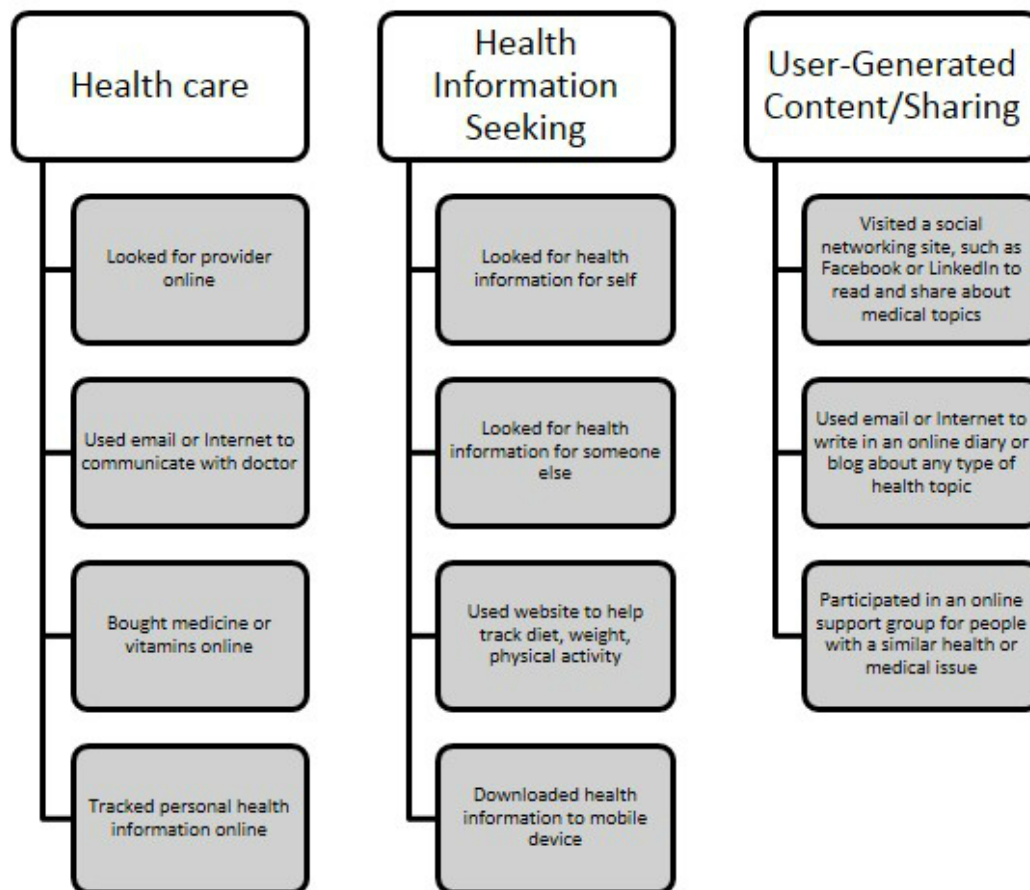 Health care
Looked for provider
online
Used email or Internet to
communicate with doctor
Bought medicine or
vitamins online
Tracked personal health
information online
Health
Information
Seeking
Looked for health
information for self
Looked for health
information for someone
else
Used website to help
track diet, weight,
physical activity
Downloaded health
information to mobile
device
User-Generated
Content/Sharing
Visited a social
networking site, such as
Facebook or LinkedIn to
read and share about
medical topics
Used email or Internet to
write in an online diary or
blog about any type of
health topic
Participated in an online
support group for people
with a similar health or
medical issue